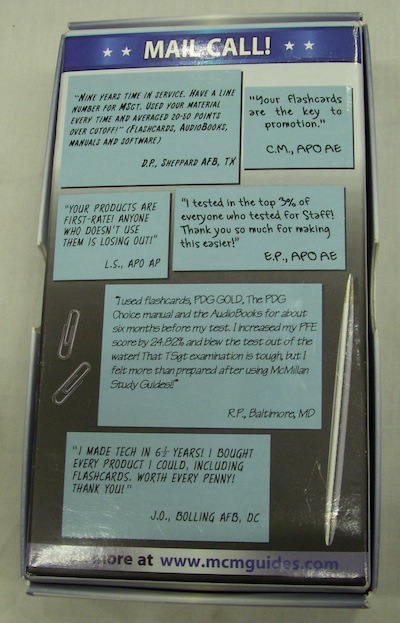 MAIL CALL!
"NINE YEARS TIME IN SERVICE. HAVE A LINE
NUMBER FOR MSGT. USED YOUR MATERIAL
EVERY TIME AND AVERAGED 20-50 POINTS
OVER CUTOFF!" (FLASHCARDS, AUDIOBOOKS,
MANUALS AND SOFTWARE)
D.P., SHEPPARD AFB, TX
"Your flashcards
are the key to
promotion."
C.M., APO AE
"YOUR PRODUCTS ARE
FIRST-RATE! ANYONE
WHO DOESN'T USE
THEM IS LOSING OUT!"
L.S., APO AP
"I tested in the top 3% of
everyone who tested for Staff!
Thank you so much for making
this easier!"
E.P., APO AE
"I used flashcards, PDG GOLD, The PDG
Choice manual and the AudioBooks for about
six months before my test. I increased my PFE
score by 24.82% and blew the test out of the
water! That TSgt examination is tough, but I
felt more than prepared after using McMillan
Study Guides!!"
R.P., Baltimore, MD
"I MADE TECH IN 6½ YEARS! I BOUGHT
EVERY PRODUCT I COULD, INCLUDING
FLASHCARDS. WORTH EVERY PENNY!
THANK YOU!"
J.O., BOLLING AFB, DC
more at www.mcmguides.com